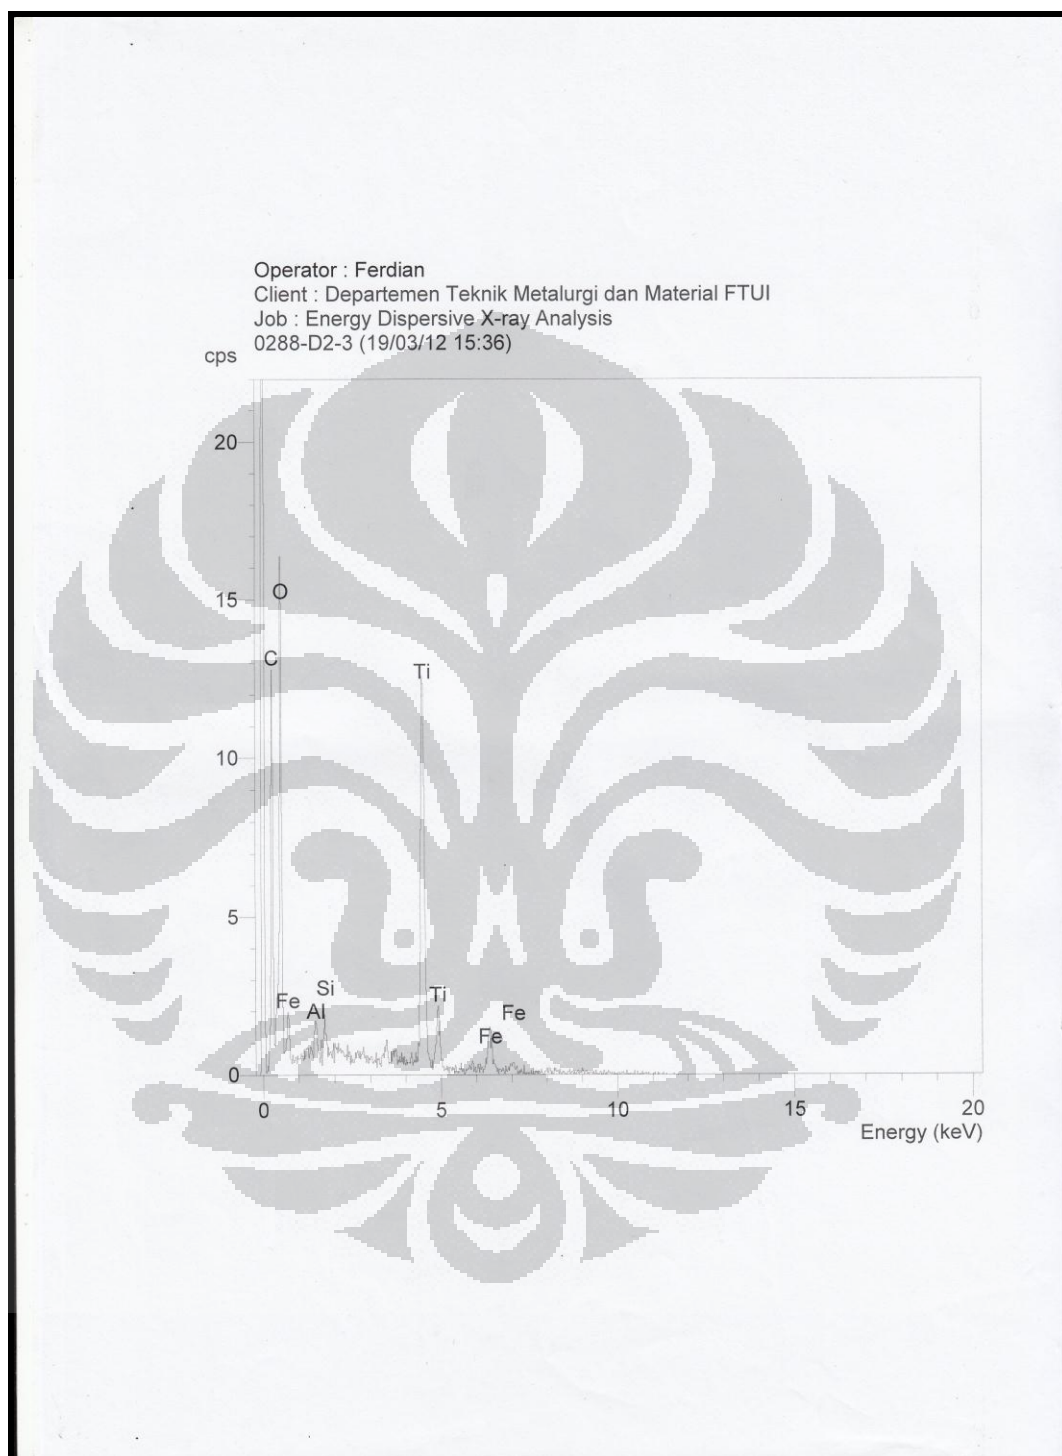 Operator : Ferdian
Client : Departemen Teknik Metalurgi dan Material FTUI
Job : Energy Dispersive X-ray Analysis
0288-D2-3 (19/03/12 15:36)
cps
20
15
O
C
Ti
10
5
Si
Fe
Al
Ti
Fe
Fe
0
0 5 10 15 20
Energy (keV)